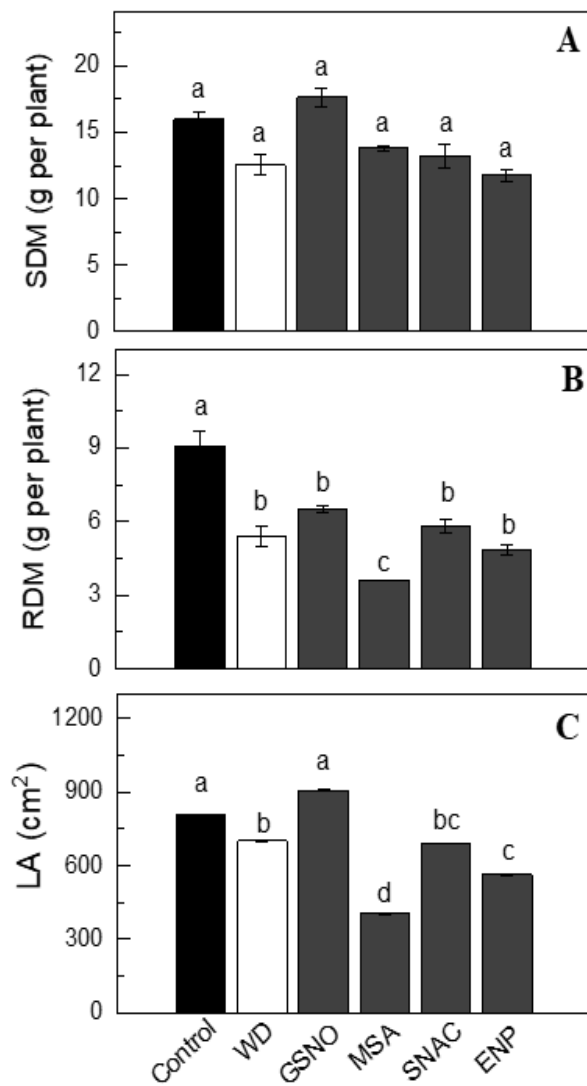 A
SDM (g per plant)
20
15
10
5
0
a
a
a
a
a
a
B
RDM (g per plant)
12
9
6
3
0
a
b
b
c
b
b
C
LA (cm²)
1200
900
600
300
0
a
b
a
d
bc
c
Control
WD
GSNO
MSA
SNAC
ENP